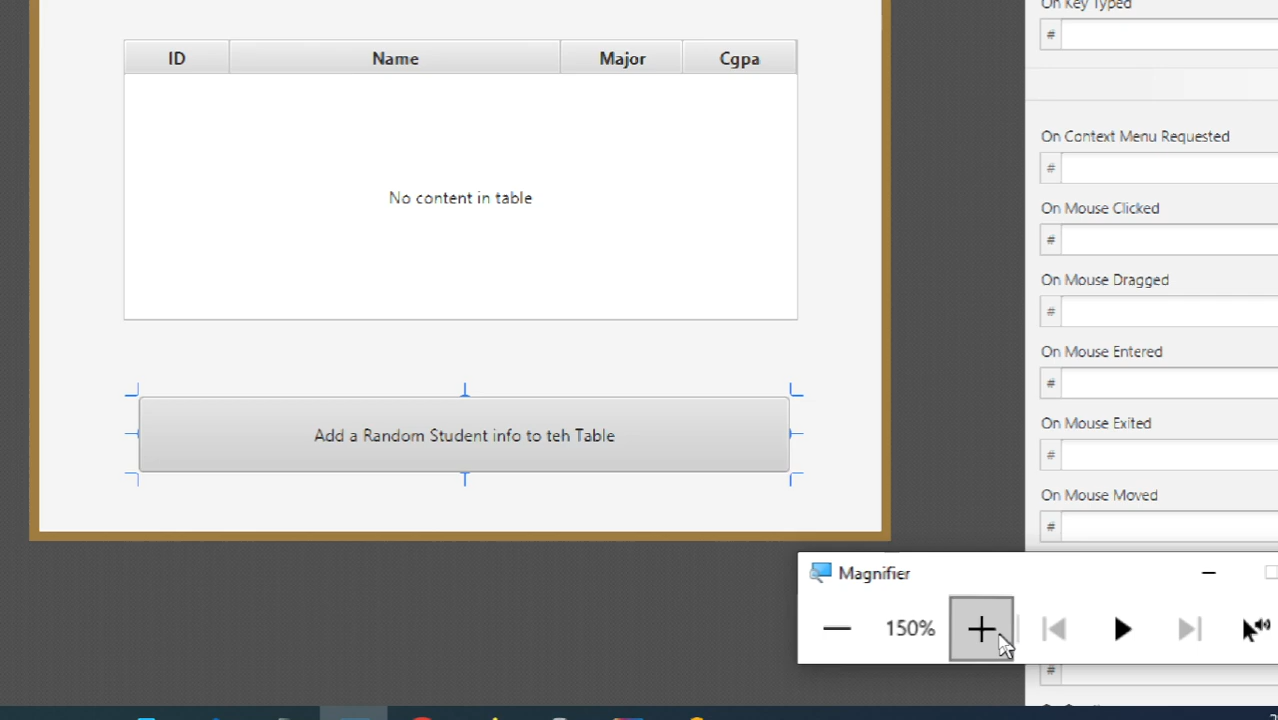 On Key Typed
#
ID Name Major Cgpa
On Context Menu Requested
#
No content in table
On Mouse Clicked
#
On Mouse Dragged
#
On Mouse Entered
#
Add a Random Student info to teh Table
On Mouse Exited
#
On Mouse Moved
#
Magnifier
150%
#